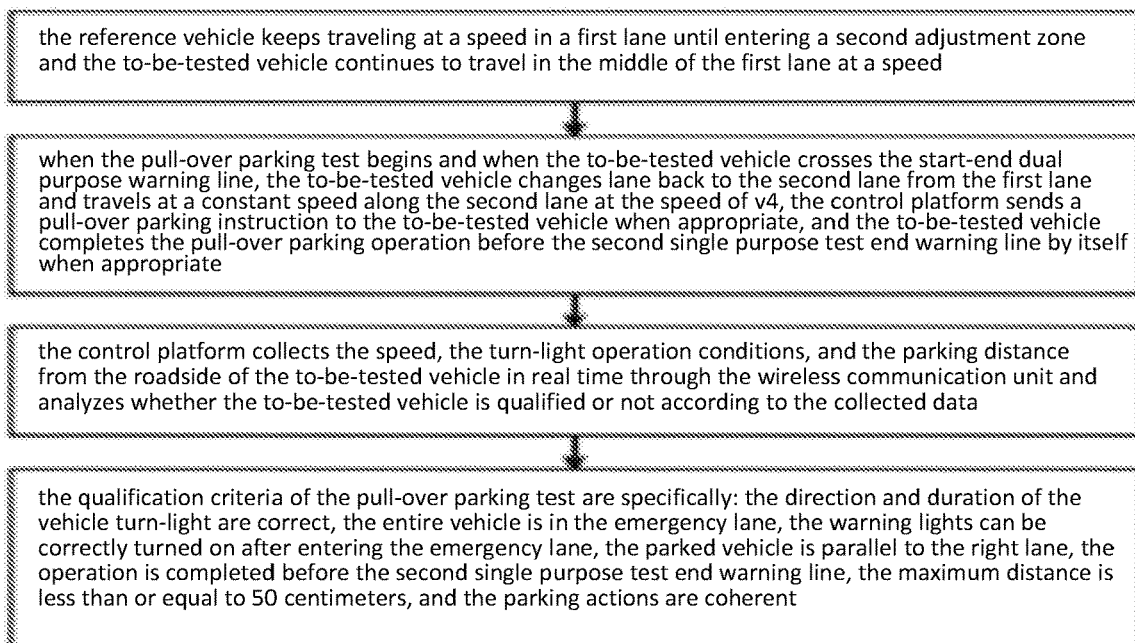 the reference vehicle keeps traveling at a speed in a first lane until entering a second adjustment zone
and the to-be-tested vehicle continues to travel in the middle of the first lane at a speed
when the pull-over parking test begins and when the to-be-tested vehicle crosses the start-end dual
purpose warning line, the to-be-tested vehicle changes lane back to the second lane from the first lane
and travels at a constant speed along the second lane at the speed of v4, the control platform sends a
pull-over parking instruction to the to-be-tested vehicle when appropriate, and the to-be-tested vehicle
completes the pull-over parking operation before the second single purpose test end warning line by itself
when appropriate
the control platform collects the speed, the turn-light operation conditions, and the parking distance
from the roadside of the to-be-tested vehicle in real time through the wireless communication unit and
analyzes whether the to-be-tested vehicle is qualified or not according to the collected data
the qualification criteria of the pull-over parking test are specifically: the direction and duration of the
vehicle turn-light are correct, the entire vehicle is in the emergency lane, the warning lights can be
correctly turned on after entering the emergency lane, the parked vehicle is parallel to the right lane, the
operation is completed before the second single purpose test end warning line, the maximum distance is
less than or equal to 50 centimeters, and the parking actions are coherent